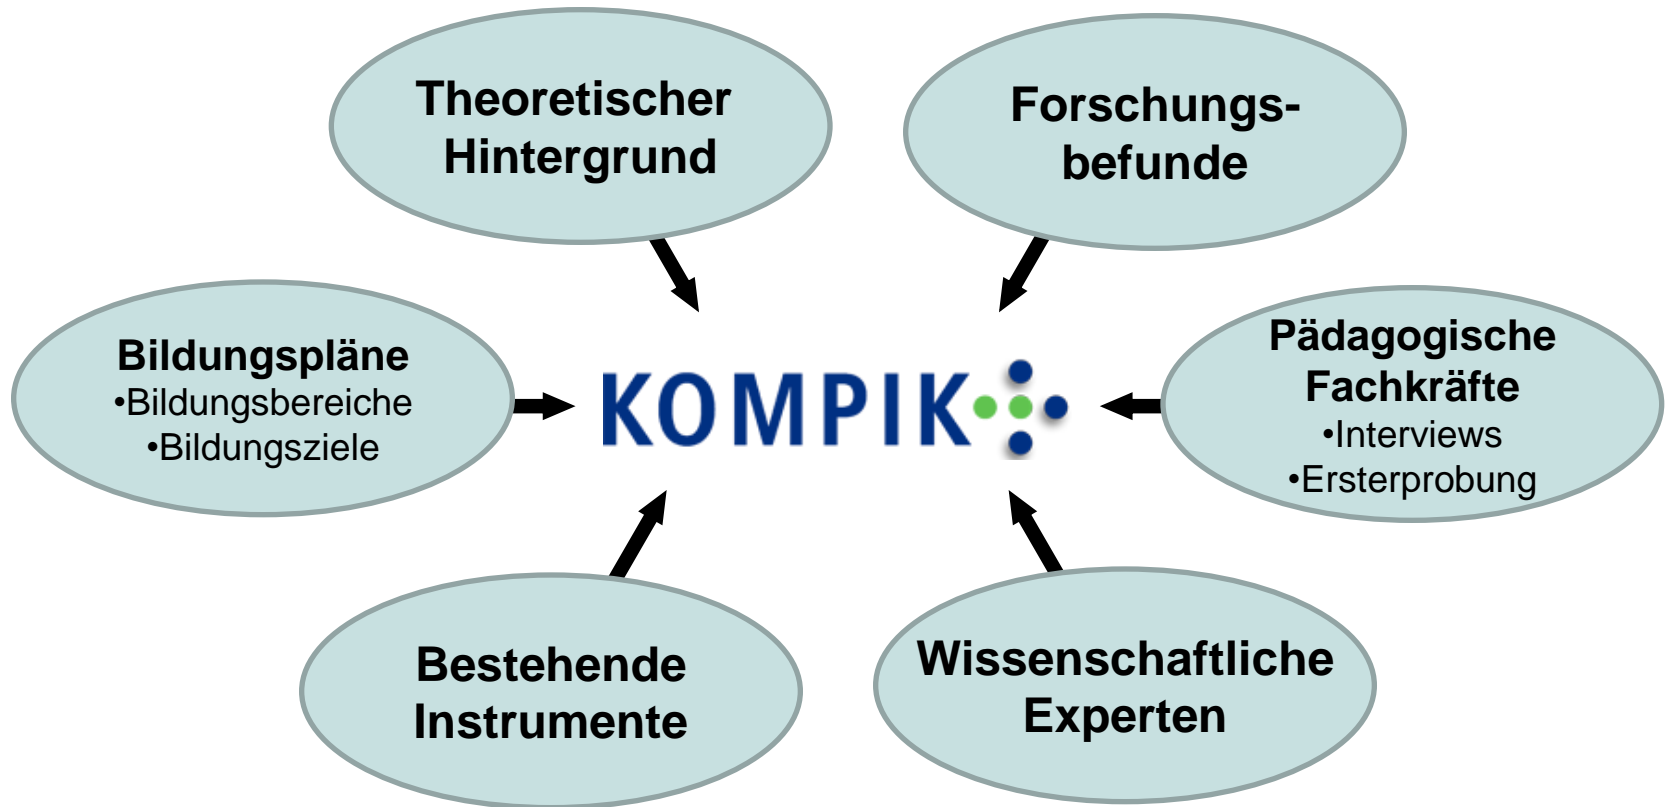 Theoretischer
Hintergrund
Forschungs-
befunde
Bildungspläne
•Bildungsbereiche
•Bildungsziele
KOMPIK
Pädagogische
Fachkräfte
•Interviews
•Ersterprobung
Bestehende
Instrumente
Wissenschaftliche
Experten